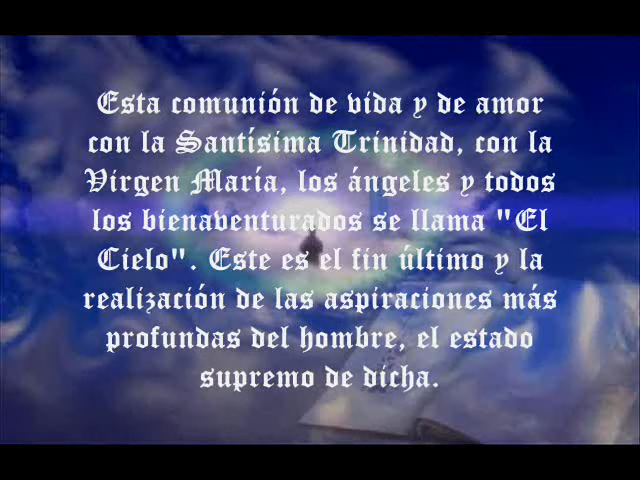 Esta comunión de vida y de amor
con la Santísima Trinidad, con la
Virgen María, los ángeles y todos
los bienaventurados se llama "El
Cielo". Este es el fin último y la
realización de las aspiraciones más
profundas del hombre, el estado
supremo de dicha.